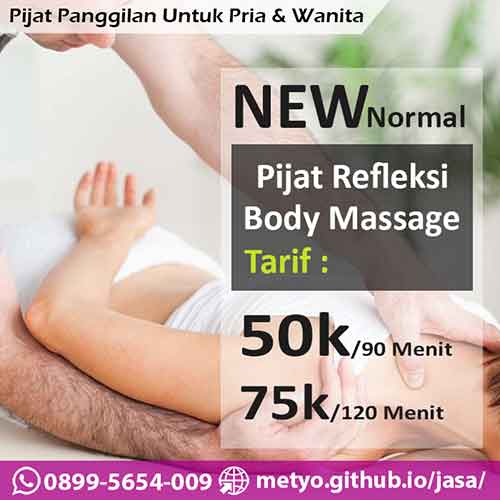 Pijat Panggilan Untuk Pria & Wanita
NEW Normal
Pijat Refleksi
Body Massage
Tarif :
50k/90 Menit
75k/120 Menit
0899-5654-009 metyo.github.io/jasa/